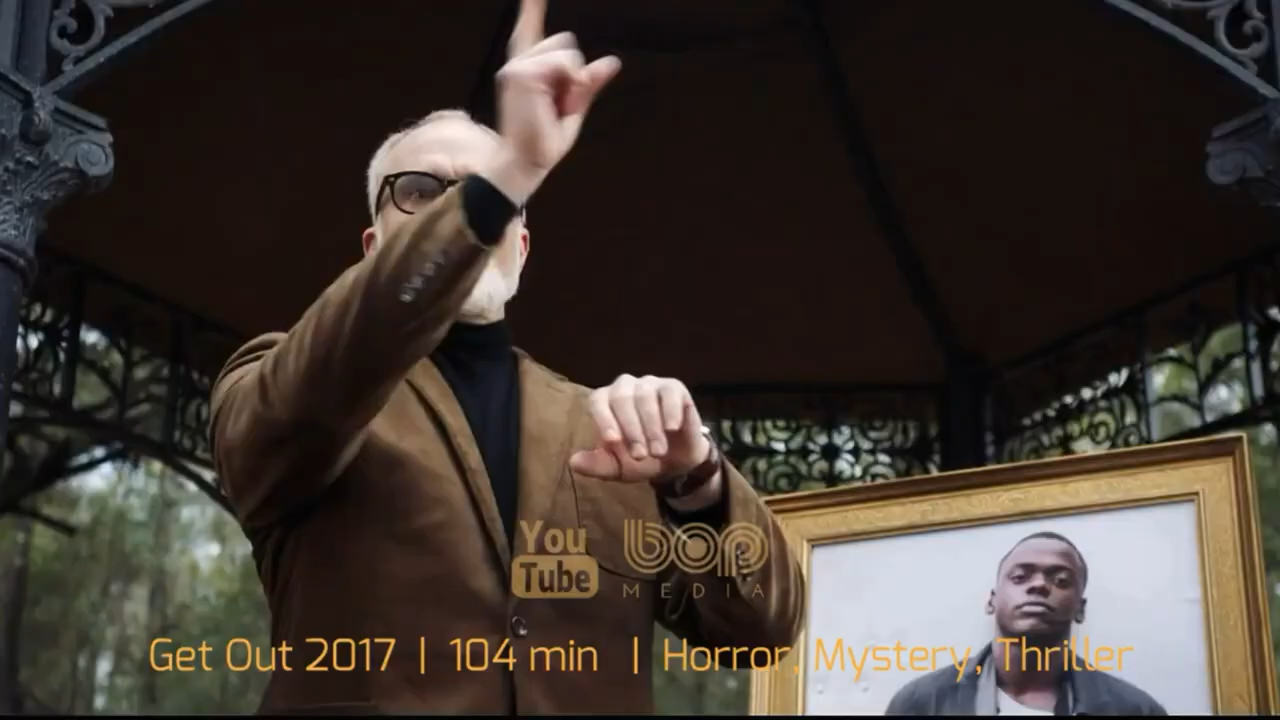 You
Tube
bop
MEDIA
Get Out 2017 | 104 min | Horror, Mystery, Thriller